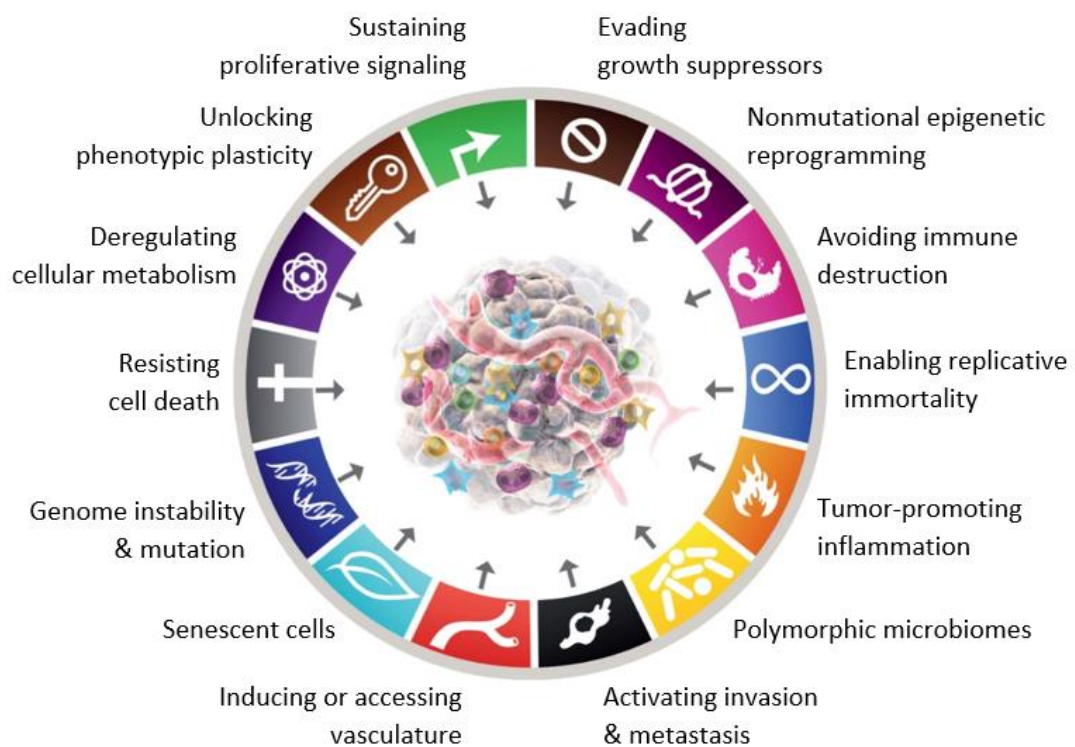 Sustaining
proliferative signaling
Evading
growth suppressors
Unlocking
phenotypic plasticity
Nonmutational epigenetic
reprogramming
Deregulating
cellular metabolism
Avoiding immune
destruction
Resisting
cell death
Enabling replicative
immortality
Genome instability
& mutation
Tumor-promoting
inflammation
Senescent cells
Polymorphic microbiomes
Inducing or accessing
vasculature
Activating invasion
& metastasis